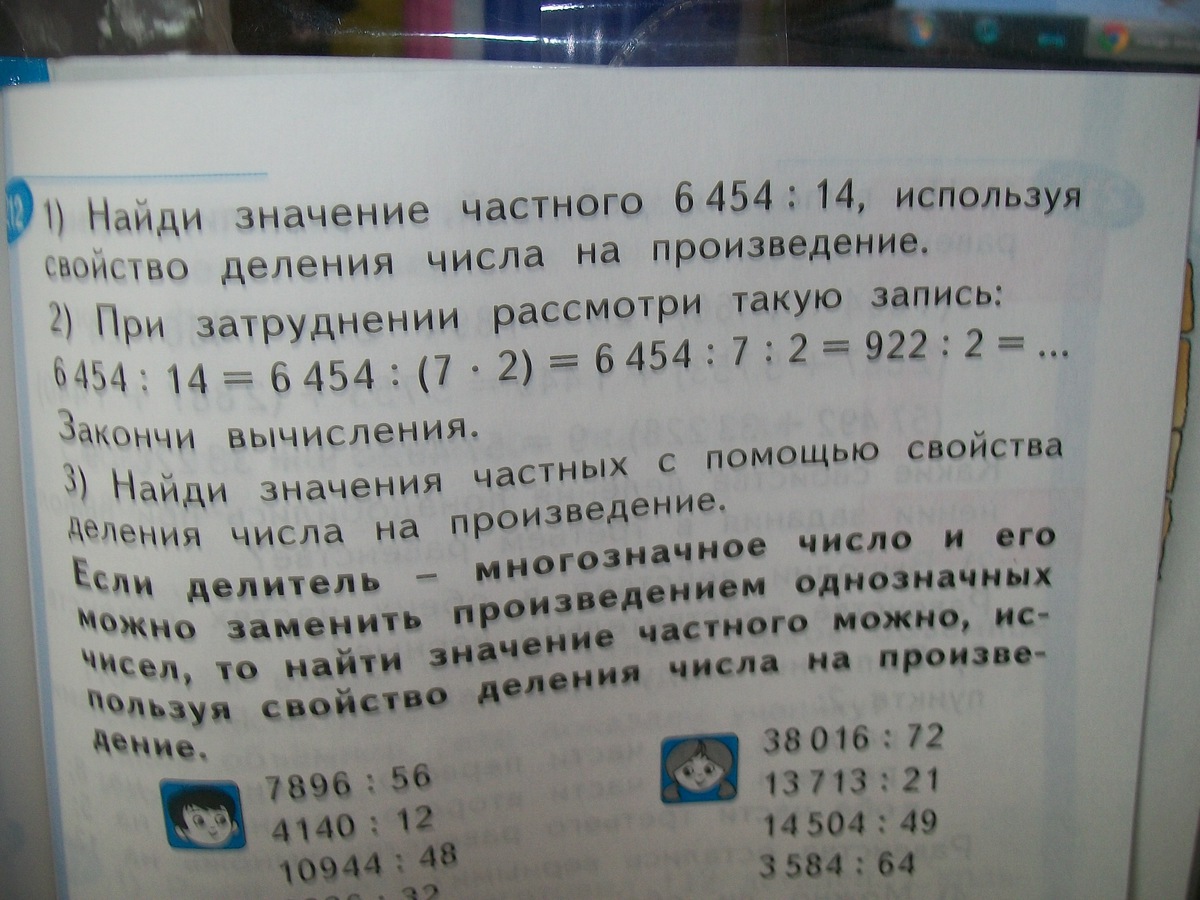 12
1) Найди значение частного 6 454 : 14, используя
свойство деления числа на произведение.
2) При затруднении рассмотри такую запись:
6 454 : 14 = 6 454 : (7 · 2) = 6 454 : 7 : 2 = 922 : 2 = ...
Закончи вычисления.
3) Найди значения частных с помощью свойства
деления числа на произведение.
Если делитель – многозначное число и его
можно заменить произведением однозначных
чисел, то найти значение частного можно, ис-
пользуя свойство деления числа на произве-
дение.
7896 : 56
4140 : 12
10944 : 48
: 32
38 016 : 72
13 713 : 21
14 504 : 49
3 584 : 64